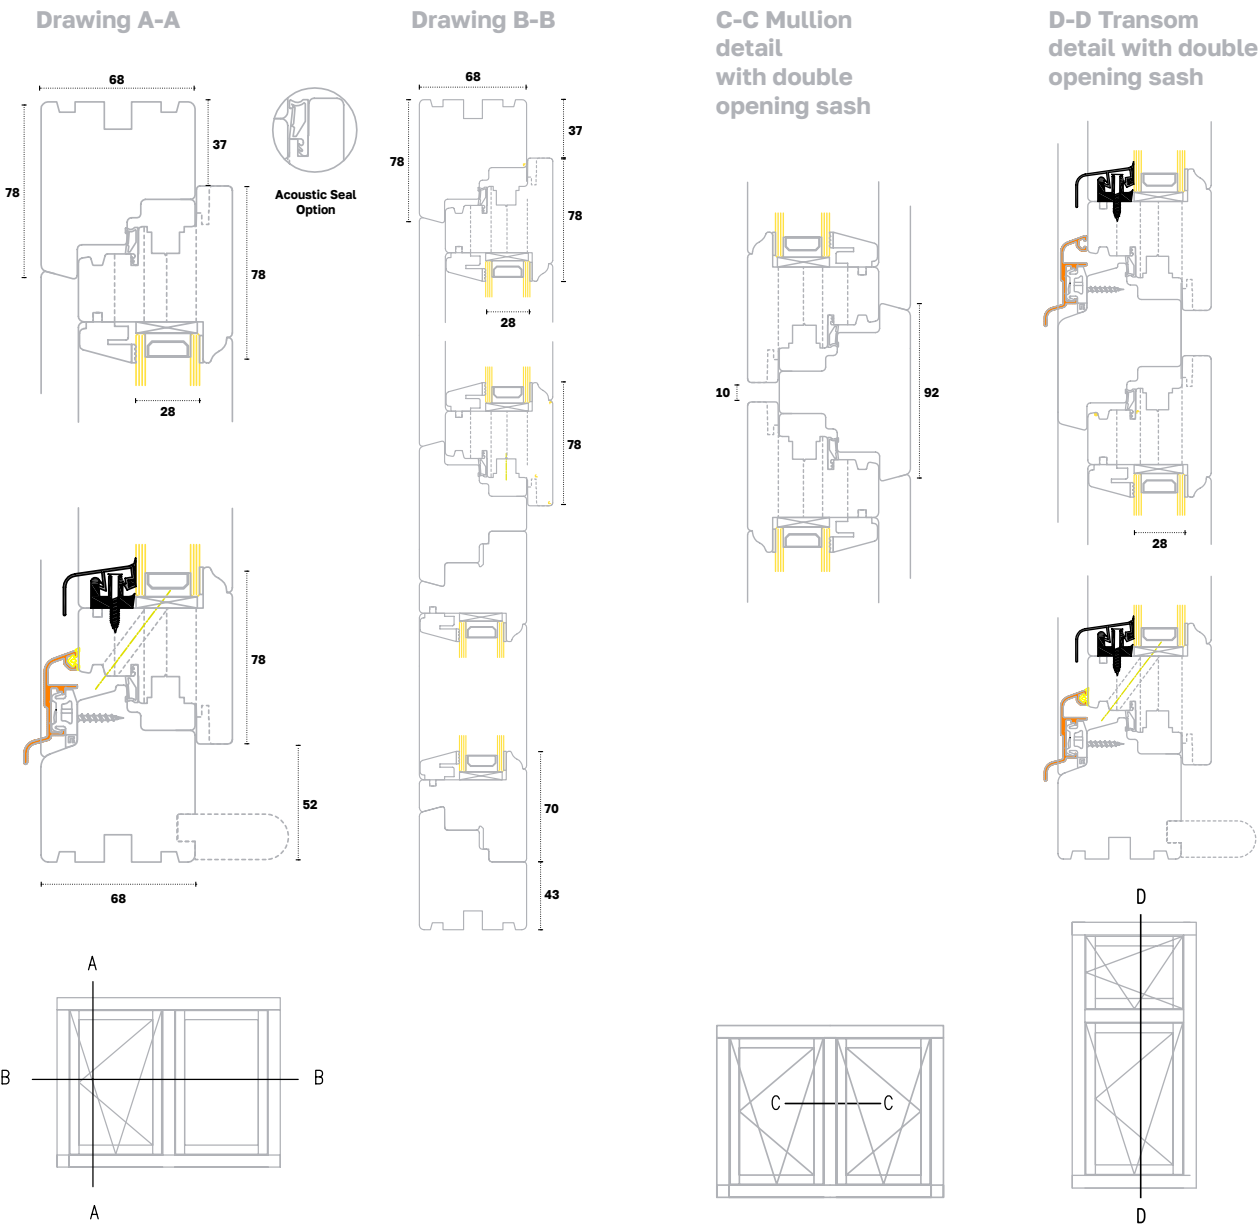 Drawing A-A
68
37
78
78
28
Acoustic Seal
Option
78
52
68
A
B
B
A
Drawing B-B
68
37
78
78
28
78
70
43
C-C Mullion
detail
with double
opening sash
10
92
C
C
D-D Transom
detail with double
opening sash
28
D
D